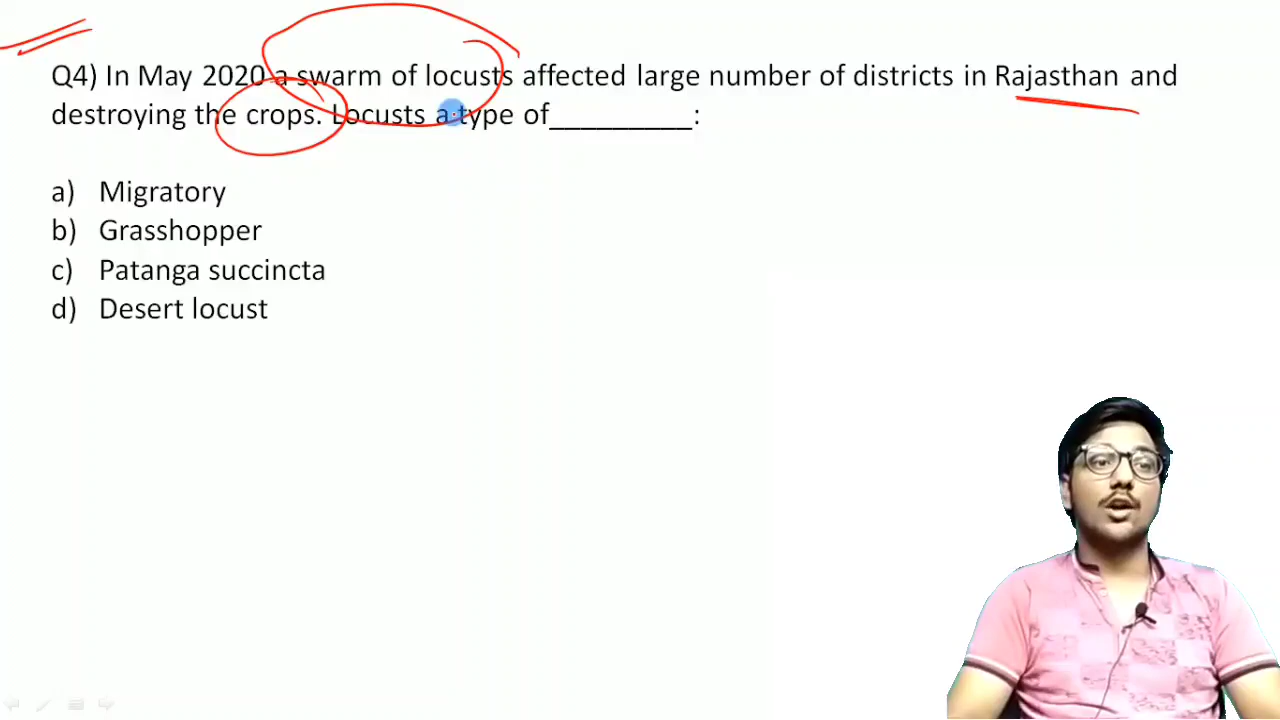 Q4) In May 2020 a swarm of locusts affected large number of districts in Rajasthan and
destroying the crops. Locusts a type of_________:
a) Migratory
b) Grasshopper
c) Patanga succincta
d) Desert locust